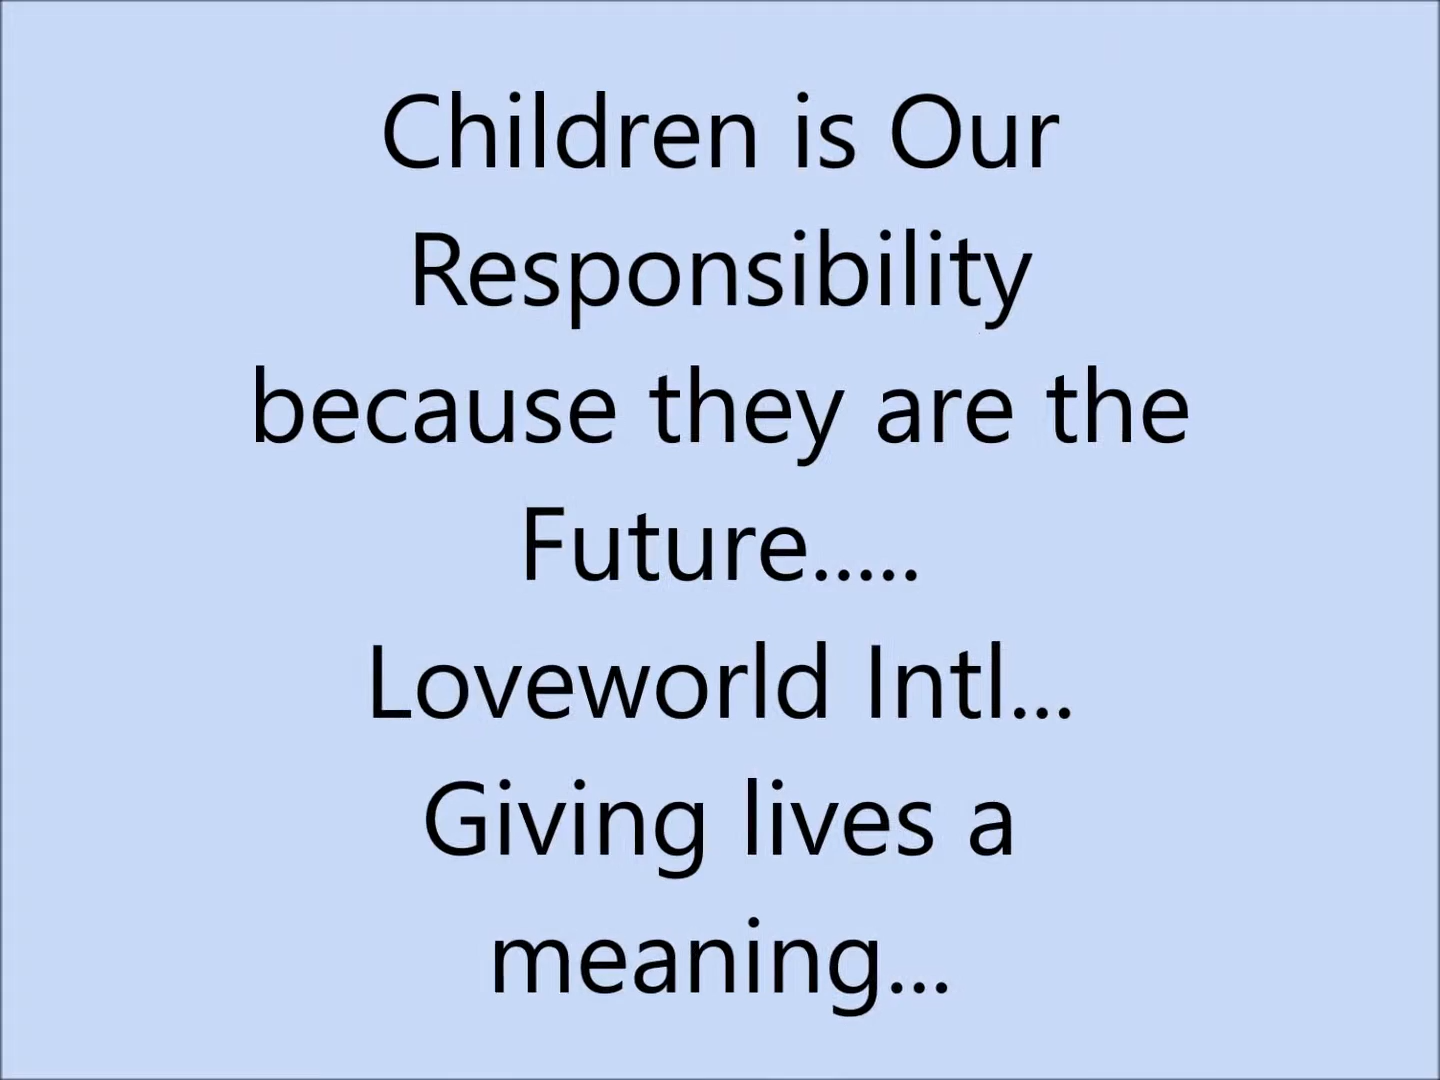 Children is Our
Responsibility
because they are the
Future.....
Loveworld Intl...
Giving lives a
meaning...